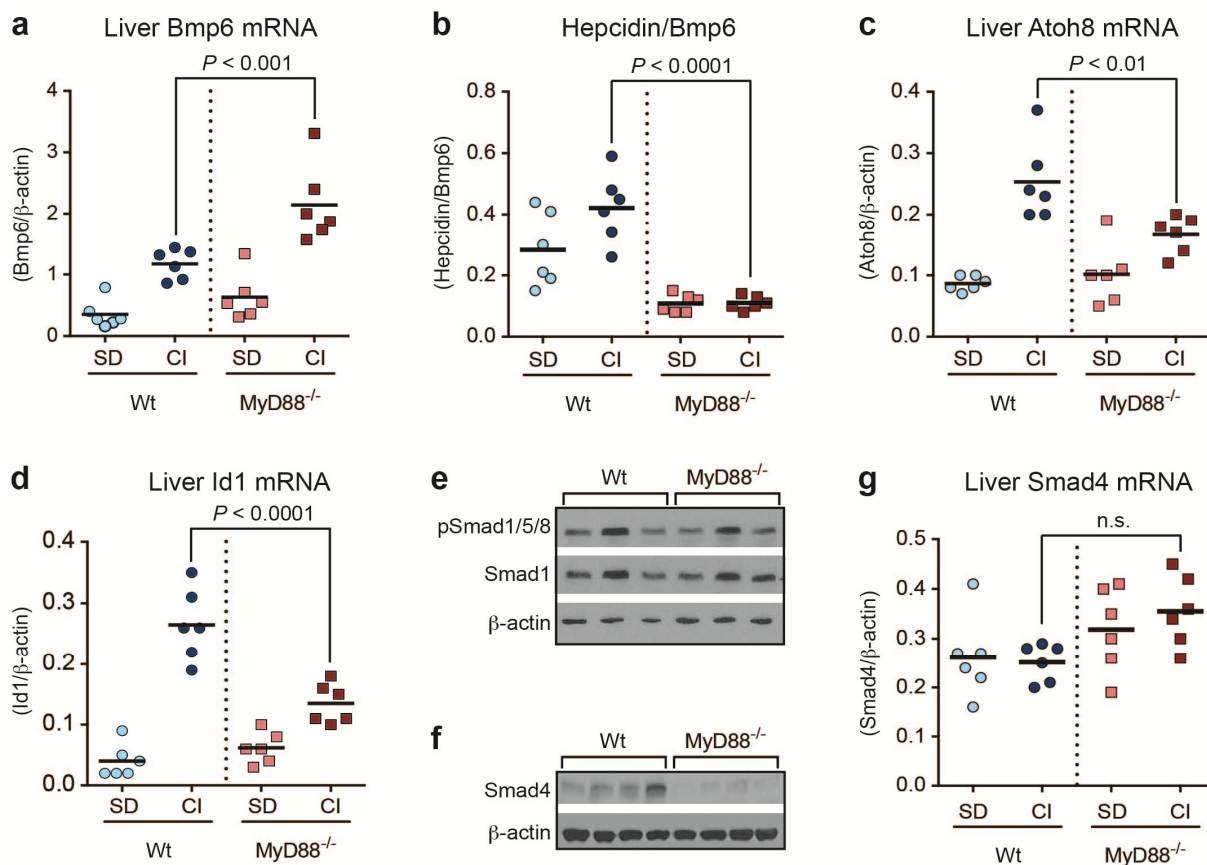 a
Liver Bmp6 mRNA
P < 0.001
(Bmp6/β-actin)
4
3
2
1
0
SD CI SD CI
Wt MyD88-/-
b
Hepcidin/Bmp6
P < 0.0001
(Hepcidin/Bmp6)
0.8
0.6
0.4
0.2
0.0
SD CI SD CI
Wt MyD88-/-
c
Liver Atoh8 mRNA
P < 0.01
(Atoh8/β-actin)
0.4
0.3
0.2
0.1
0.0
SD CI SD CI
Wt MyD88-/-
d
Liver Id1 mRNA
P < 0.0001
(Id1/β-actin)
0.4
0.3
0.2
0.1
0.0
SD CI SD CI
Wt MyD88-/-
e
Wt MyD88-/-
pSmad1/5/8
Smad1
β-actin
f
Wt MyD88-/-
Smad4
β-actin
g
Liver Smad4 mRNA
n.s.
(Smad4/β-actin)
0.5
0.4
0.3
0.2
0.1
0.0
SD CI SD CI
Wt MyD88-/-